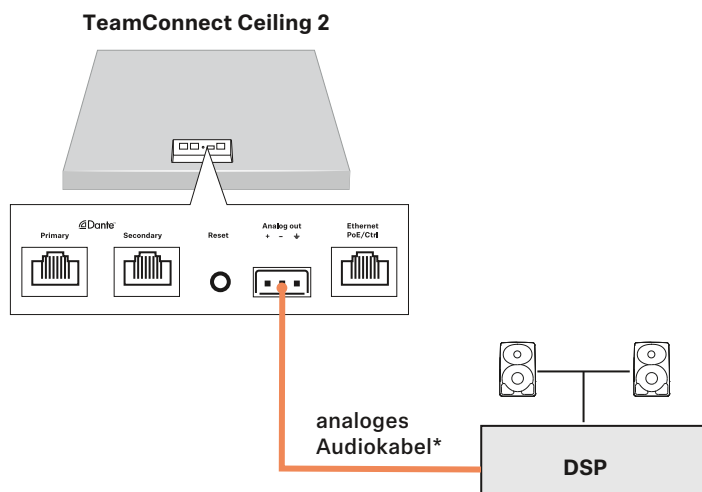 TeamConnect Ceiling 2
Dante
Primary
Secondary
Reset
Analog out
+ – ⏚
Ethernet
PoE/Ctrl
analoges
Audiokabel*
DSP